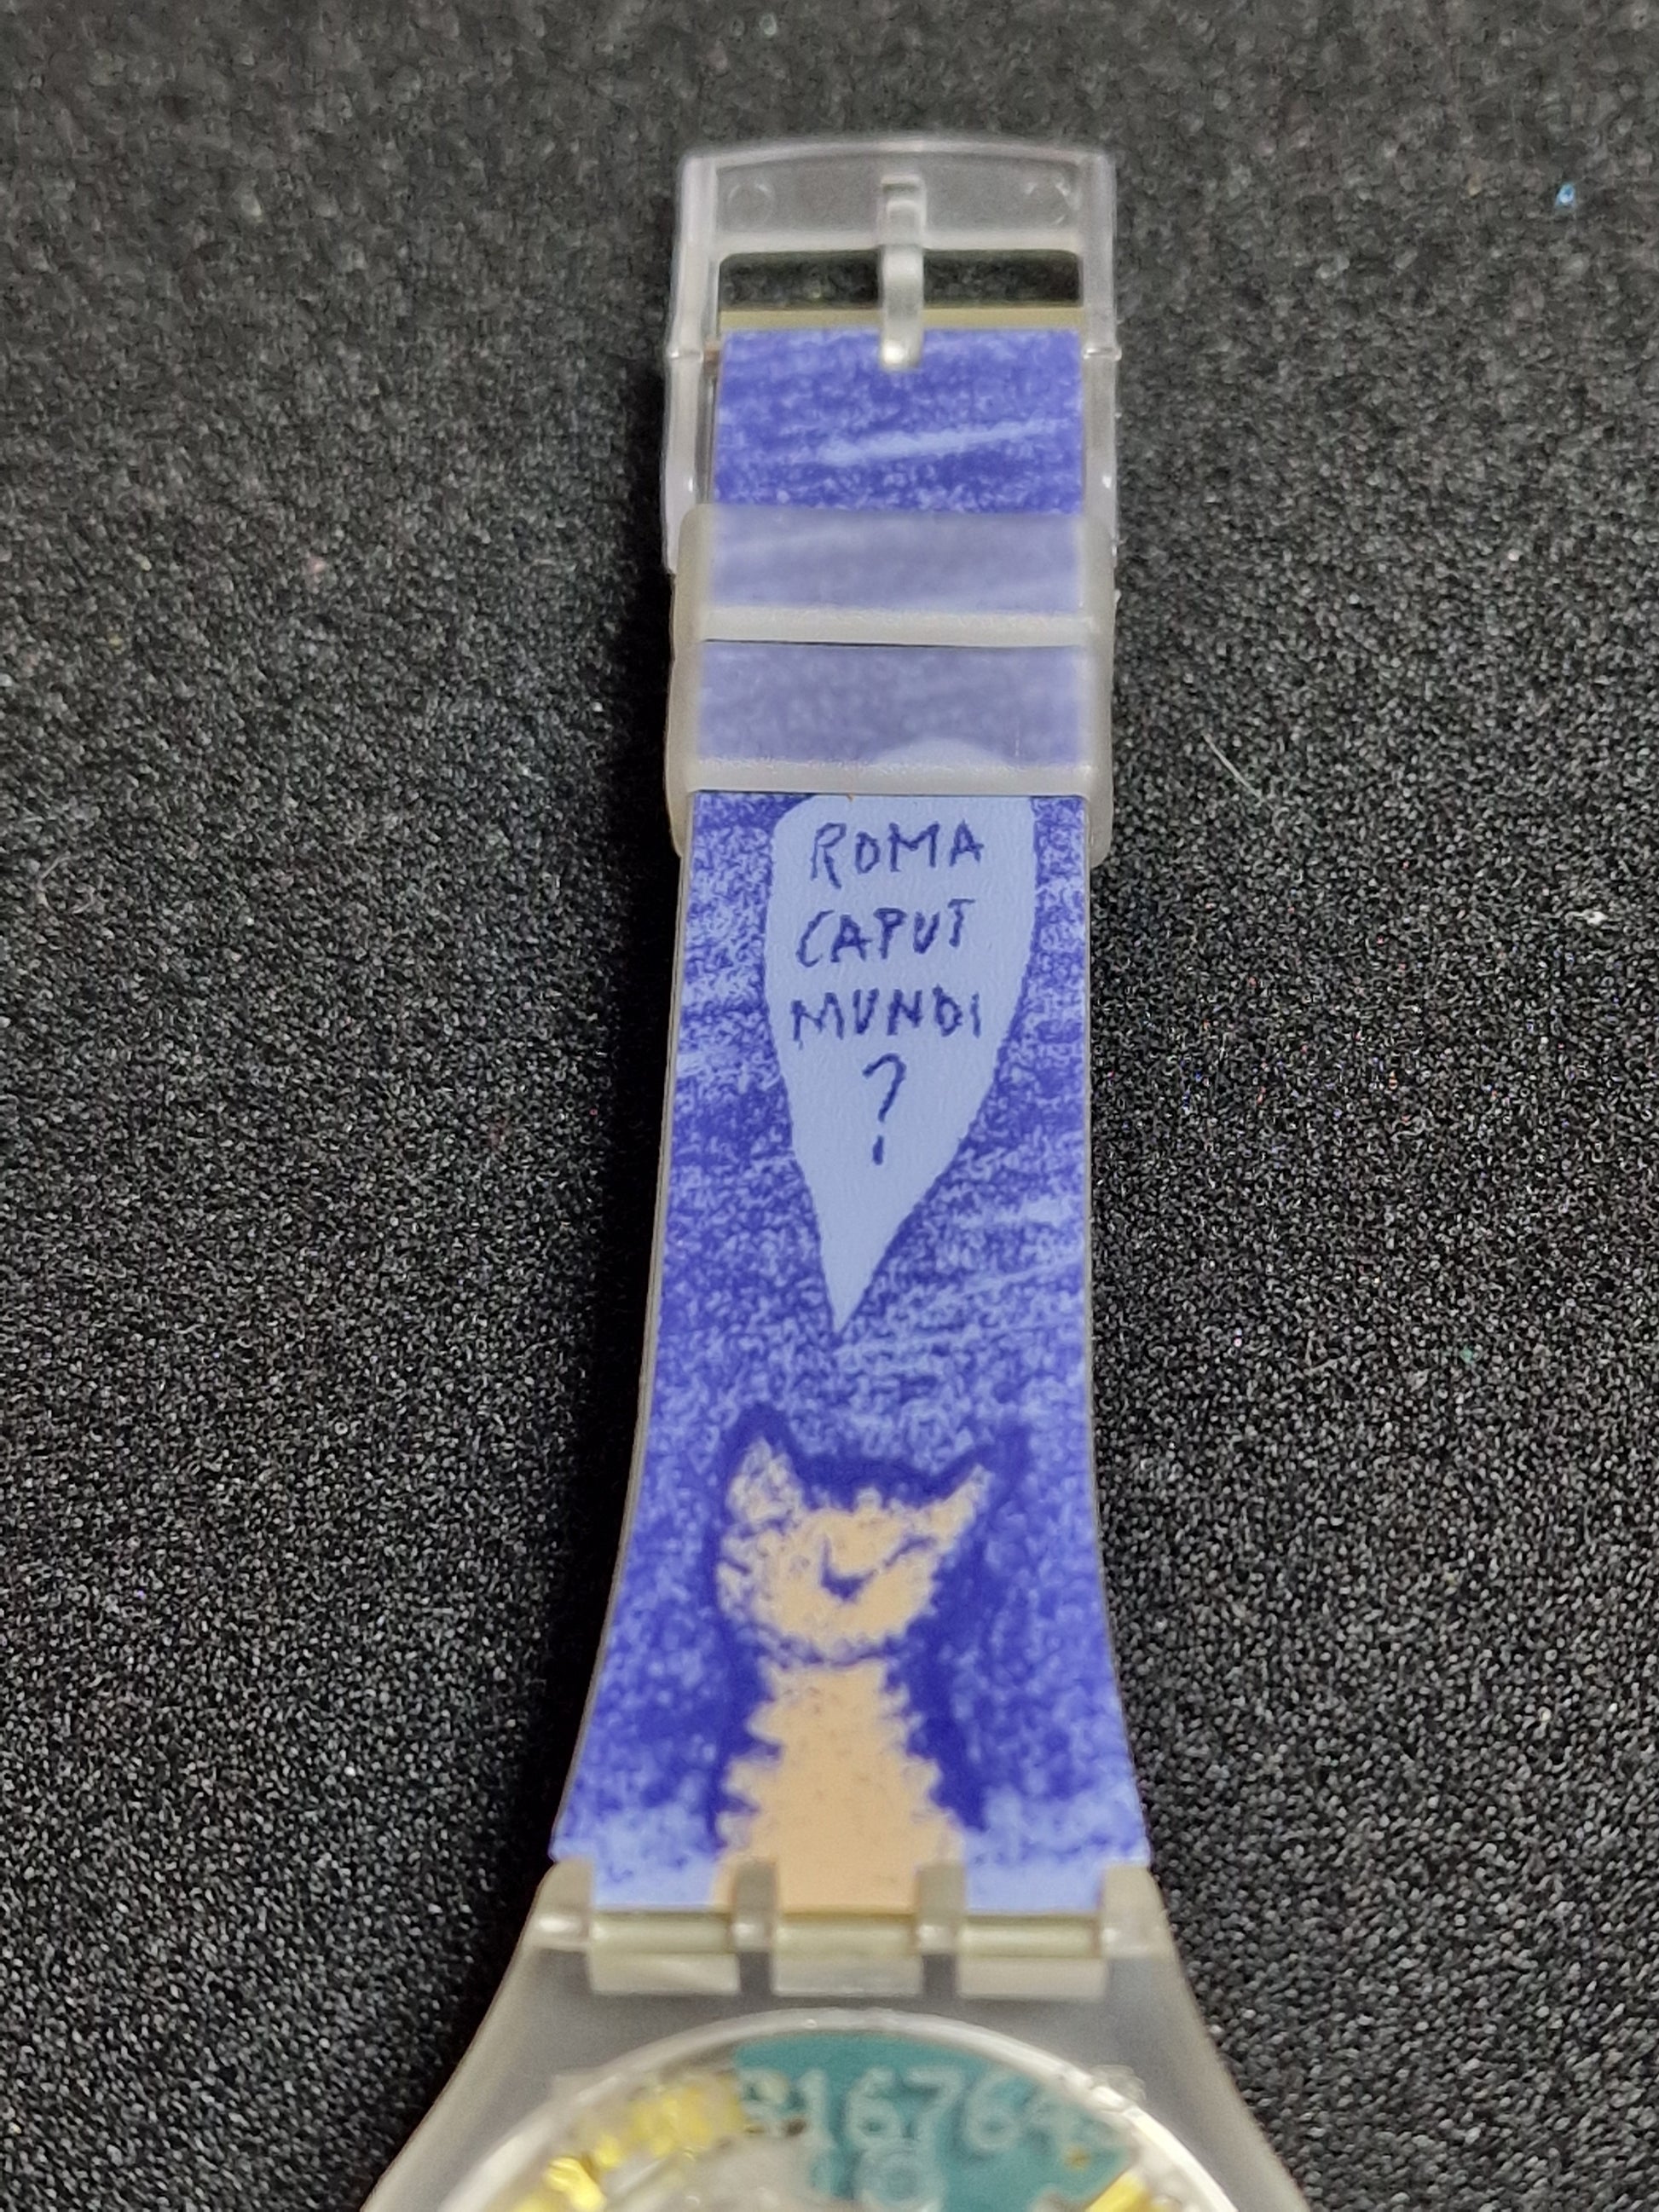 ROMA
CAPUT
MUNDI
?